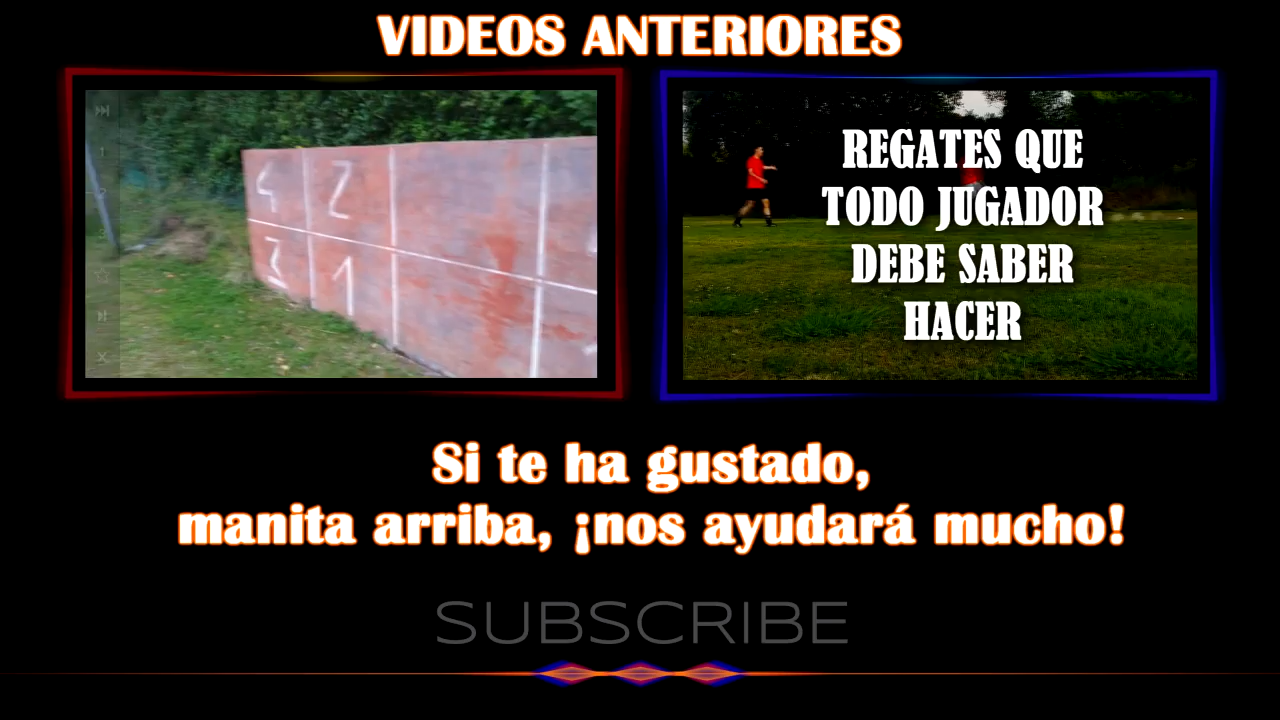 VIDEOS ANTERIORES
4 2
3 1
REGATES QUE
TODO JUGADOR
DEBE SABER
HACER
Si te ha gustado,
manita arriba, ¡nos ayudará mucho!
SUBSCRIBE